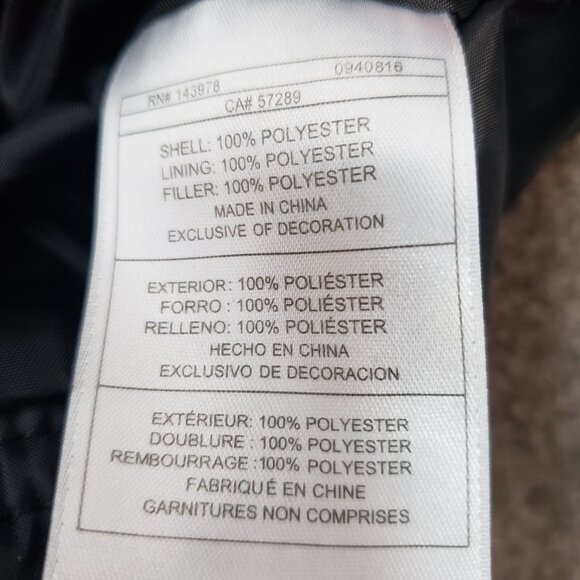 RN# 143978 0940816
CA# 57289
SHELL: 100% POLYESTER
LINING: 100% POLYESTER
FILLER: 100% POLYESTER
MADE IN CHINA
EXCLUSIVE OF DECORATION
EXTERIOR: 100% POLIÉSTER
FORRO : 100% POLIÉSTER
RELLENO: 100% POLIÉSTER
HECHO EN CHINA
EXCLUSIVO DE DECORACION
EXTÉRIEUR: 100% POLYESTER
DOUBLURE : 100% POLYESTER
REMBOURRAGE : 100% POLYESTER
FABRIQUÉ EN CHINE
GARNITURES NON COMPRISES